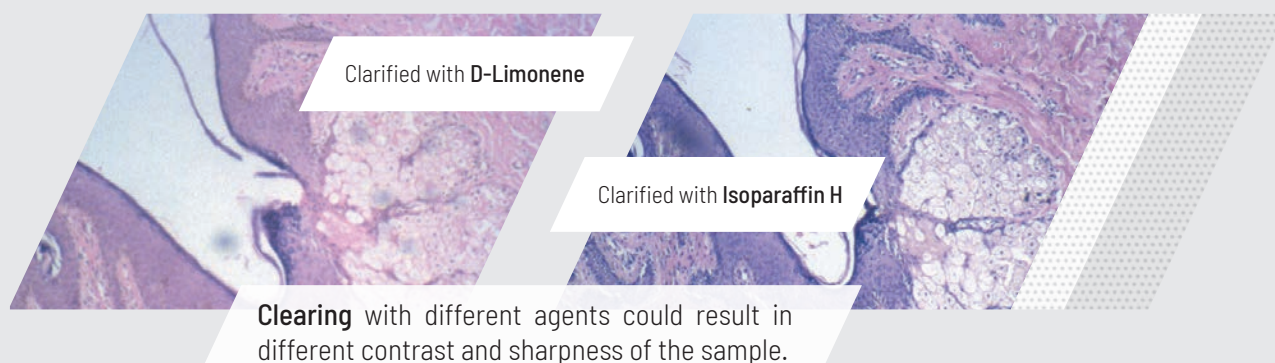 Clarified with D-Limonene
Clarified with Isoparaffin H
Clearing with different agents could result in
different contrast and sharpness of the sample.